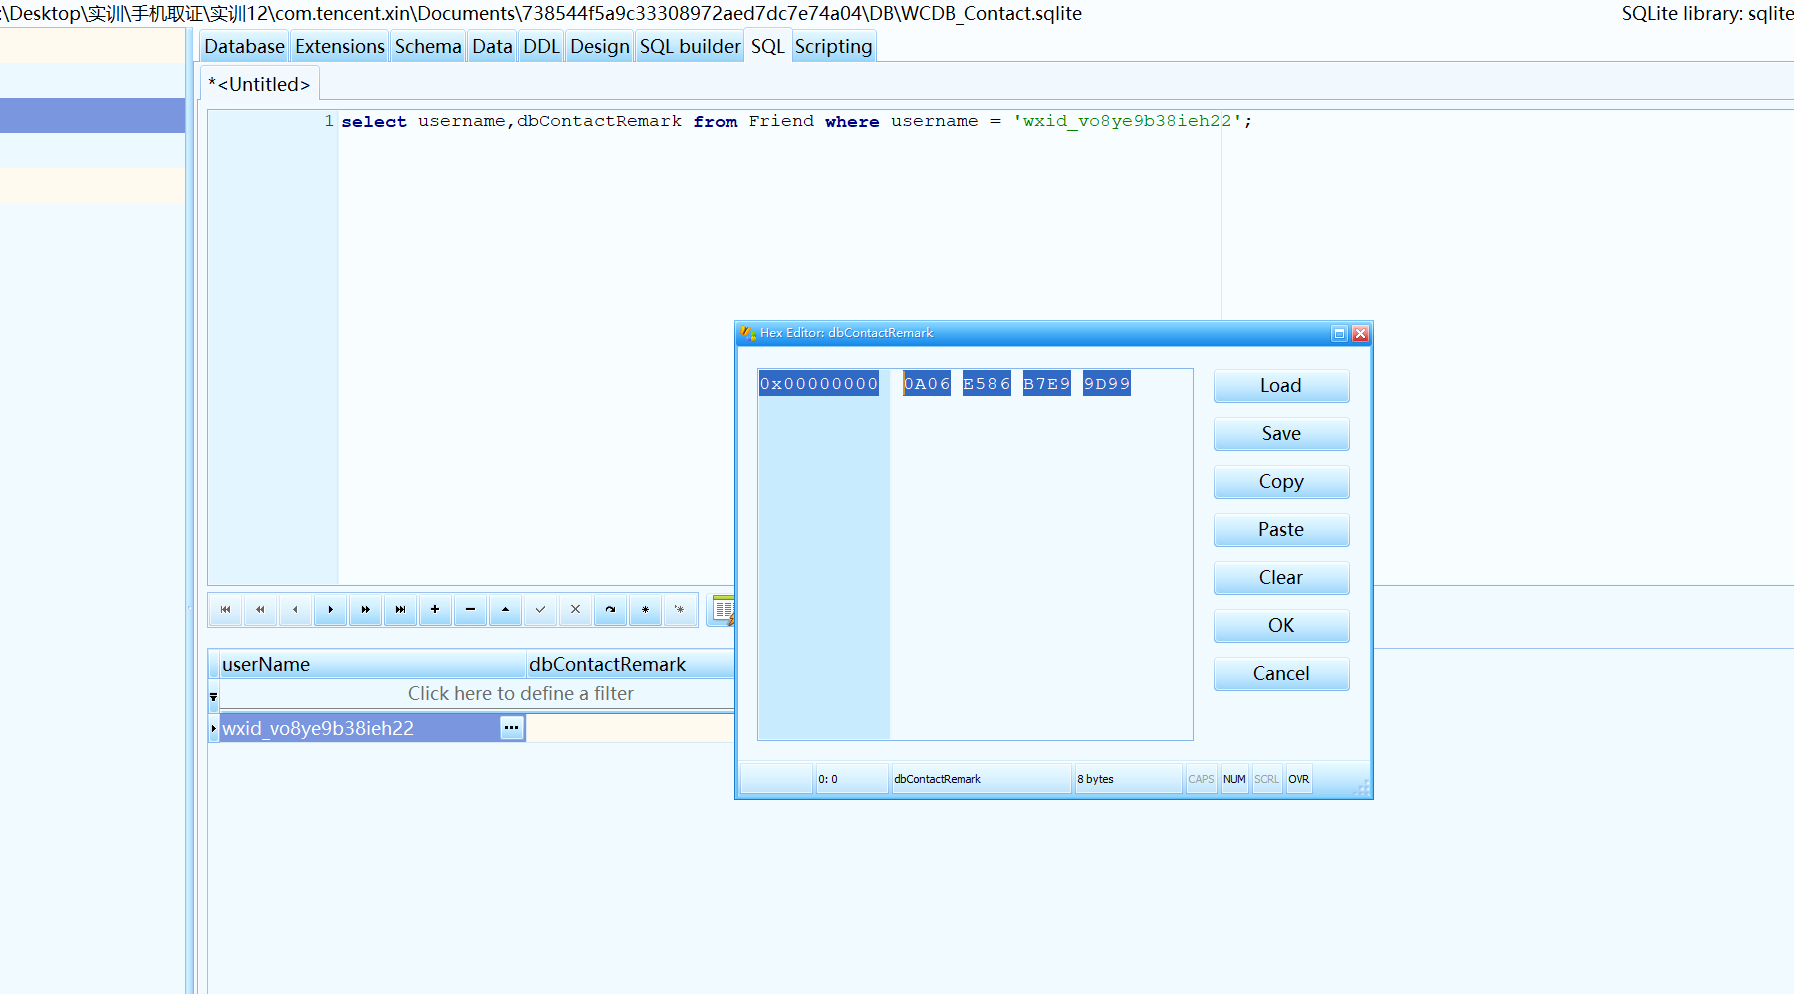 :\Desktop\实训\手机取证\实训12\com.tencent.xin\Documents\738544f5a9c33308972aed7dc7e74a04\DB\WCDB_Contact.sqlite
SQLite library: sqlite
Database Extensions Schema Data DDL Design SQL builder SQL Scripting
*<Untitled>
1 select username,dbContactRemark from Friend where username = 'wxid_vo8ye9b38ieh22';
Hex Editor: dbContactRemark
0x00000000 0A06 E586 B7E9 9D99
Load
Save
Copy
Paste
Clear
OK
Cancel
0: 0 dbContactRemark 8 bytes CAPS NUM SCRL OVR
userName dbContactRemark
Click here to define a filter
wxid_vo8ye9b38ieh22